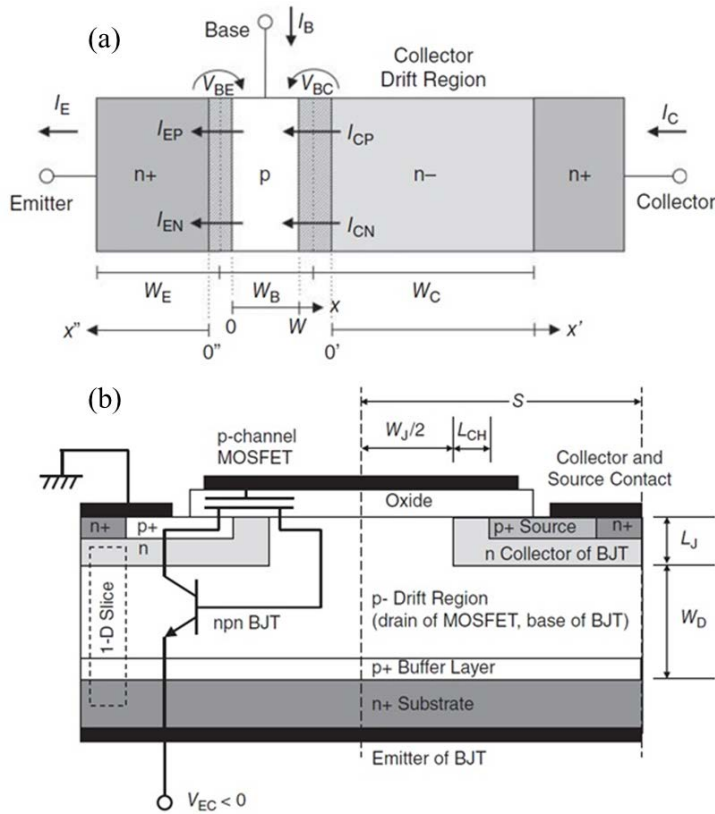 (a)
Base
I_B
Collector
Drift Region
V_BE
V_BC
I_E
I_EP
I_CP
I_C
n+
p
n–
n+
Emitter
I_EN
I_CN
Collector
W_E
W_B
W_C
x"
0"
0
W
x
0'
x'
(b)
S
p-channel
MOSFET
W_J/2
L_CH
Collector and
Source Contact
Oxide
n+
p+
n
p+ Source
n+
n Collector of BJT
L_J
1-D Slice
npn BJT
p- Drift Region
(drain of MOSFET, base of BJT)
W_D
p+ Buffer Layer
n+ Substrate
Emitter of BJT
V_EC < 0